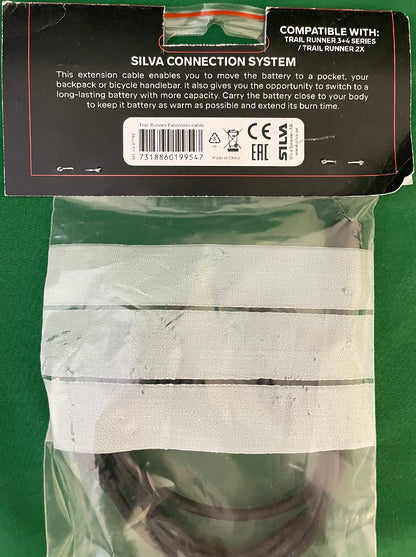 COMPATIBLE WITH:
TRAIL RUNNER 3+4 SERIES
/ TRAIL RUNNER 2X
SILVA CONNECTION SYSTEM
This extension cable enables you to move the battery to a pocket, your
backpack or bicycle handlebar. It also gives you the opportunity to switch to a
long-lasting battery with more capacity. Carry the battery close to your body
to keep it battery as warm as possible and extend its burn time.
Trail Runner Extension cable
7318860199547
Made in China
CE
EAC
SILVA